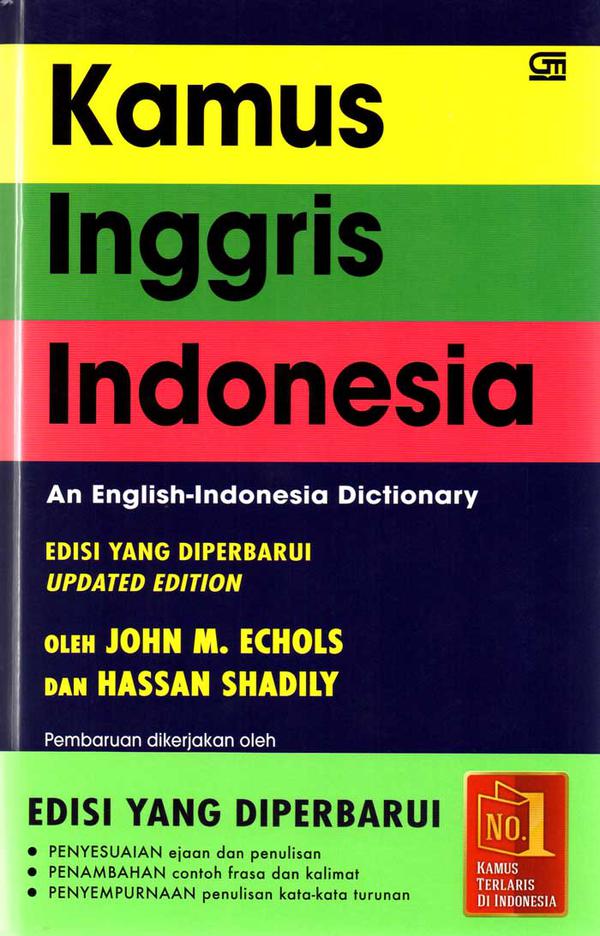 GM
Kamus
Inggris
Indonesia
An English-Indonesia Dictionary
EDISI YANG DIPERBARUI
UPDATED EDITION
OLEH JOHN M. ECHOLS
DAN HASSAN SHADILY
Pembaruan dikerjakan oleh
EDISI YANG DIPERBARUI
• PENYESUAIAN ejaan dan penulisan
• PENAMBAHAN contoh frasa dan kalimat
• PENYEMPURNAAN penulisan kata-kata turunan
NO. 1
KAMUS
TERLARIS
DI INDONESIA